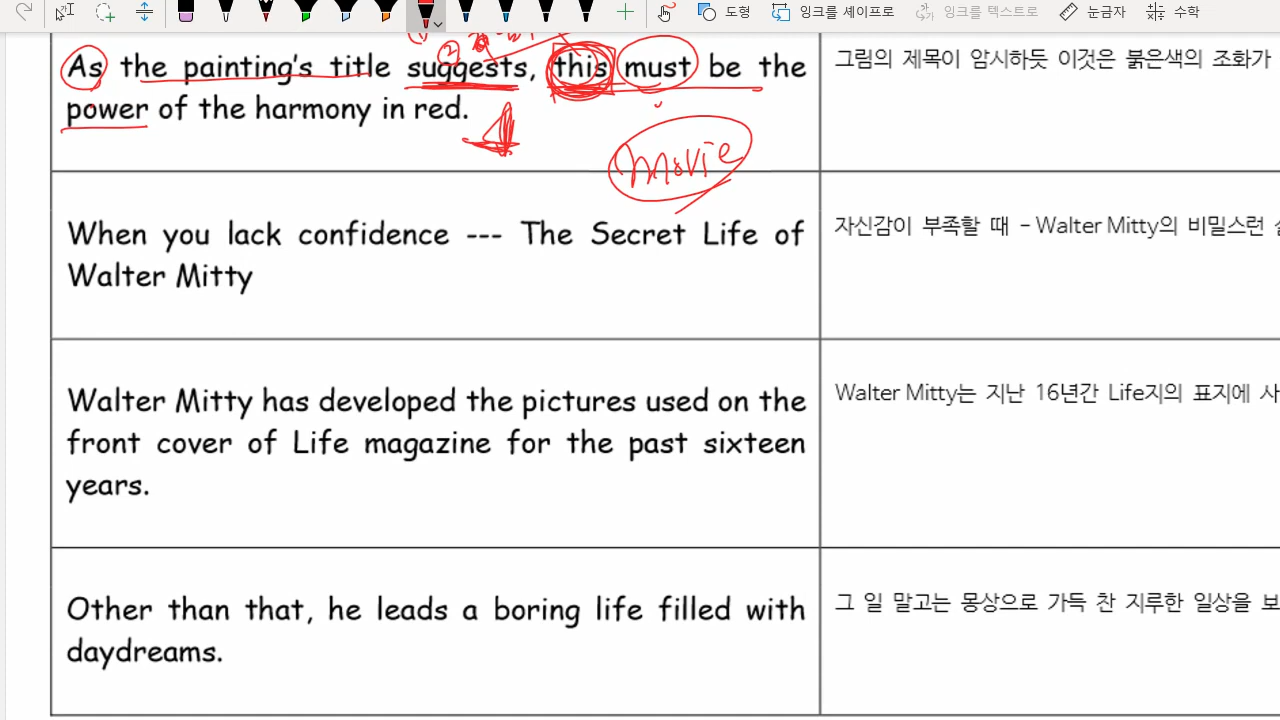 도형 잉크를 셰이프로 잉크를 텍스트로 눈금자 수학
As the painting's title suggests, this must be the
power of the harmony in red.
그림의 제목이 암시하듯 이것은 붉은색의 조화가
movie
When you lack confidence --- The Secret Life of
Walter Mitty
자신감이 부족할 때 – Walter Mitty의 비밀스런
Walter Mitty has developed the pictures used on the
front cover of Life magazine for the past sixteen
years.
Walter Mitty는 지난 16년간 Life지의 표지에 사
Other than that, he leads a boring life filled with
daydreams.
그 일 말고는 몽상으로 가득 찬 지루한 일상을 보